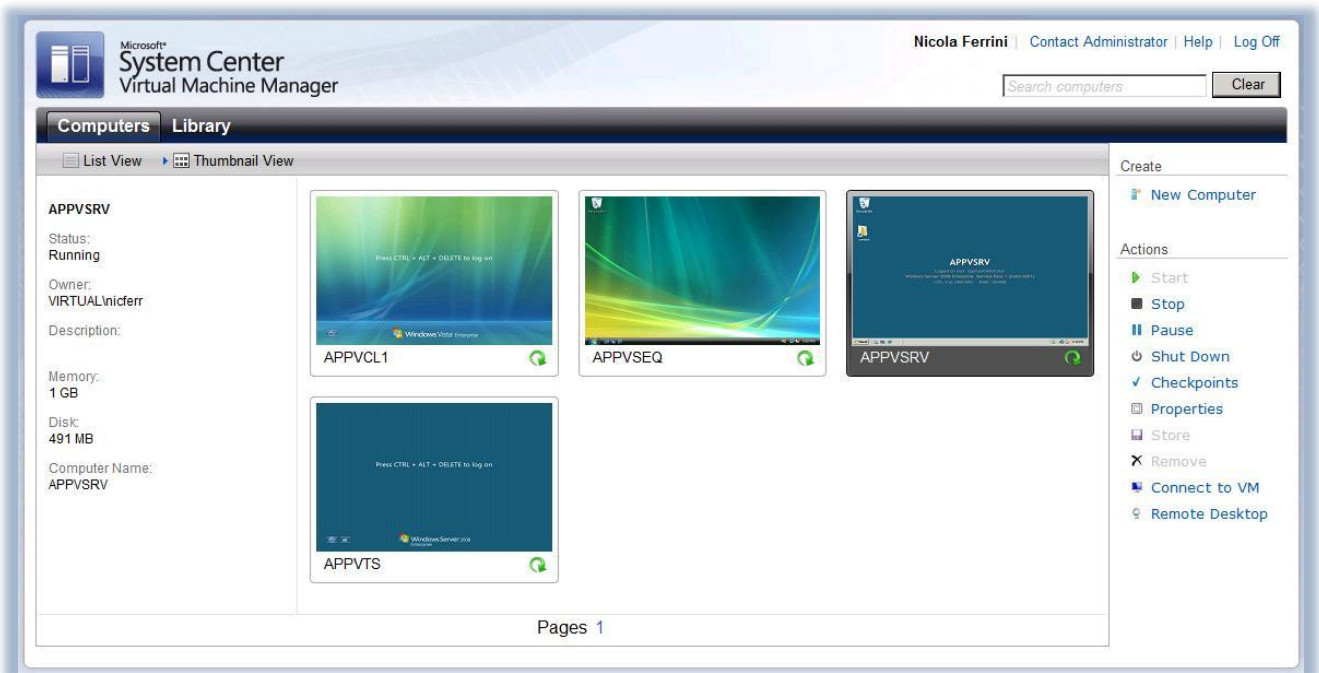 Microsoft®
System Center
Virtual Machine Manager
Nicola Ferrini | Contact Administrator | Help | Log Off
Search computers
Clear
Computers Library
List View Thumbnail View
APPVSRV
Status:
Running
Owner:
VIRTUAL\nicferr
Description:
Memory:
1 GB
Disk:
491 MB
Computer Name:
APPVSRV
Press CTRL + ALT + DELETE to log on
Windows Vista Enterprise
APPVCL1
APPVSEQ
APPVSRV
APPVSRV
Press CTRL + ALT + DELETE to log on
Windows Server 2008
Enterprise
APPVTS
Pages 1
Create
New Computer
Actions
Start
Stop
Pause
Shut Down
Checkpoints
Properties
Store
Remove
Connect to VM
Remote Desktop